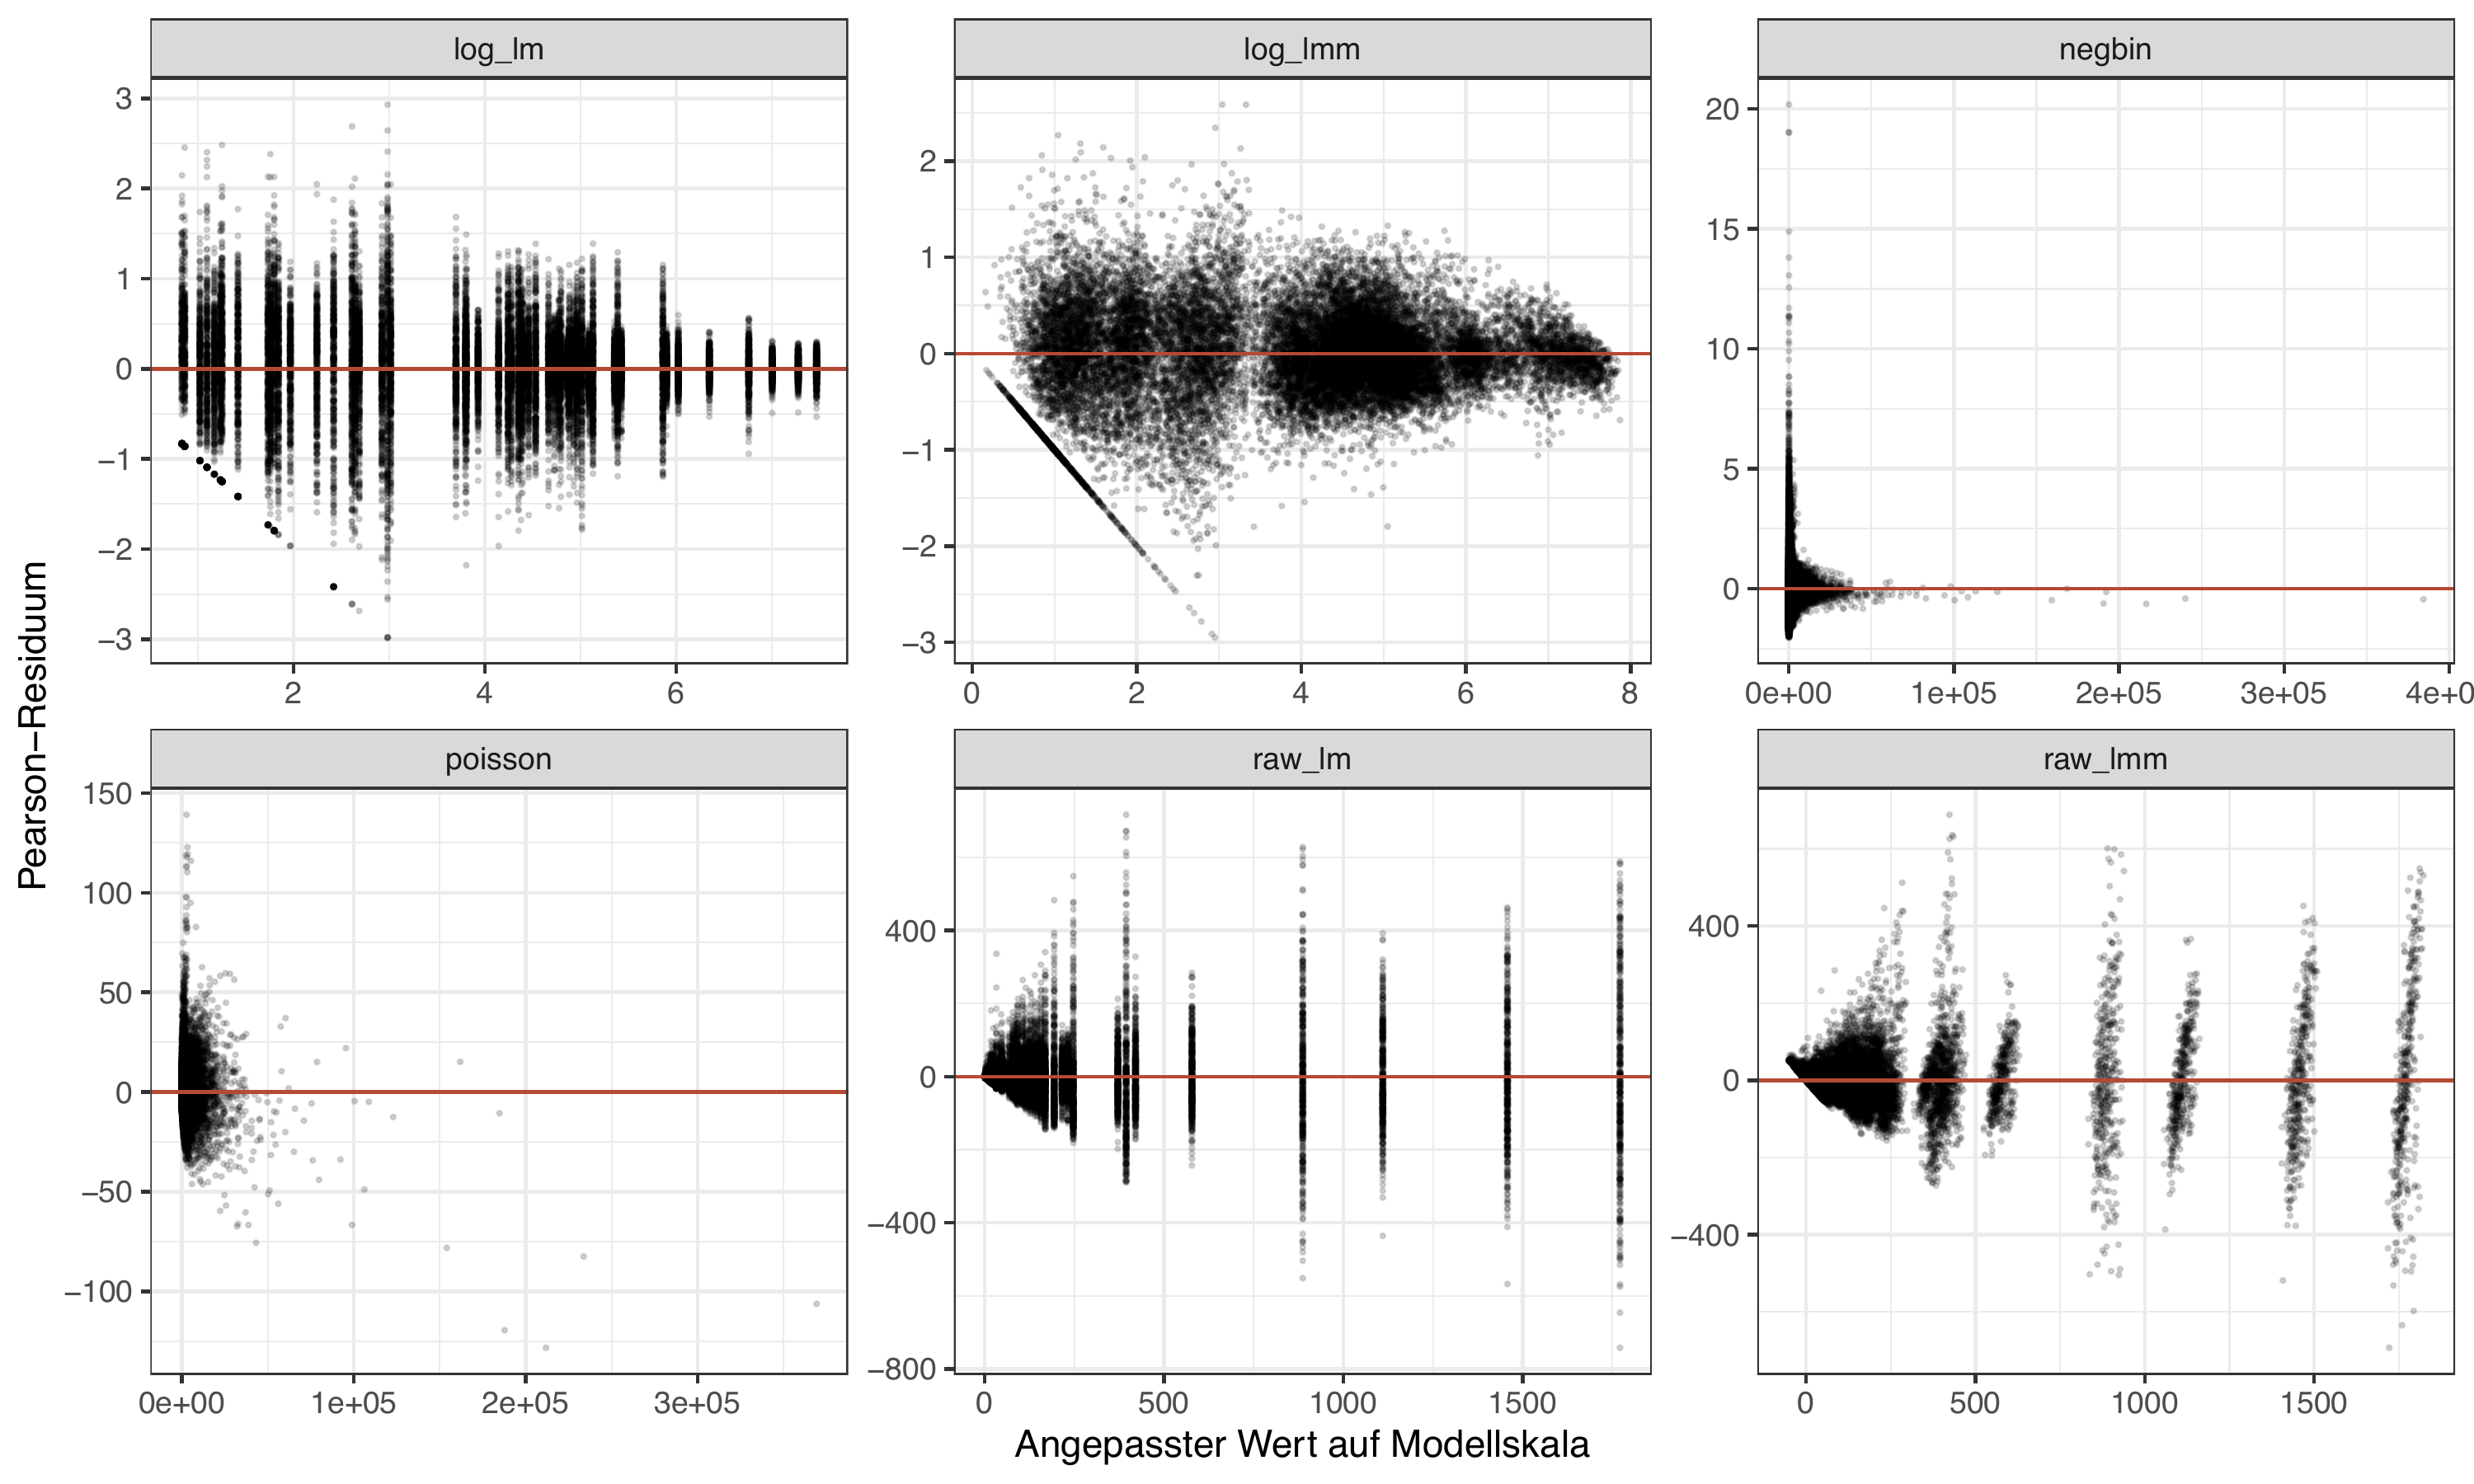 log_lm
log_lmm
negbin
3
2
1
0
−1
−2
−3
2
4
6
2
1
0
−1
−2
−3
0
2
4
6
8
20
15
10
5
0
0e+00
1e+05
2e+05
3e+05
4e+0
Pearson−Residuum
poisson
raw_lm
raw_lmm
150
100
50
0
−50
−100
0e+00
1e+05
2e+05
3e+05
400
0
−400
−800
0
500
1000
1500
400
0
−400
0
500
1000
1500
Angepasster Wert auf Modellskala